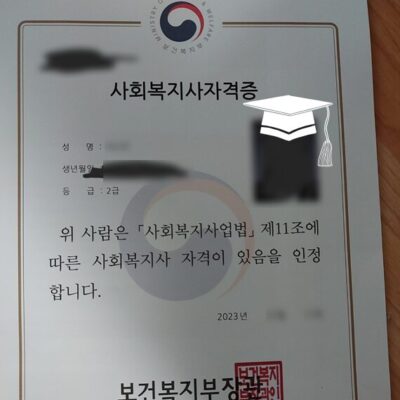 사회복지사자격증
성 명 :
생년월일 :
등 급 : 2급
위 사람은 「사회복지사업법」 제11조에
따른 사회복지사 자격이 있음을 인정
합니다.
2023년
보건복지부장관